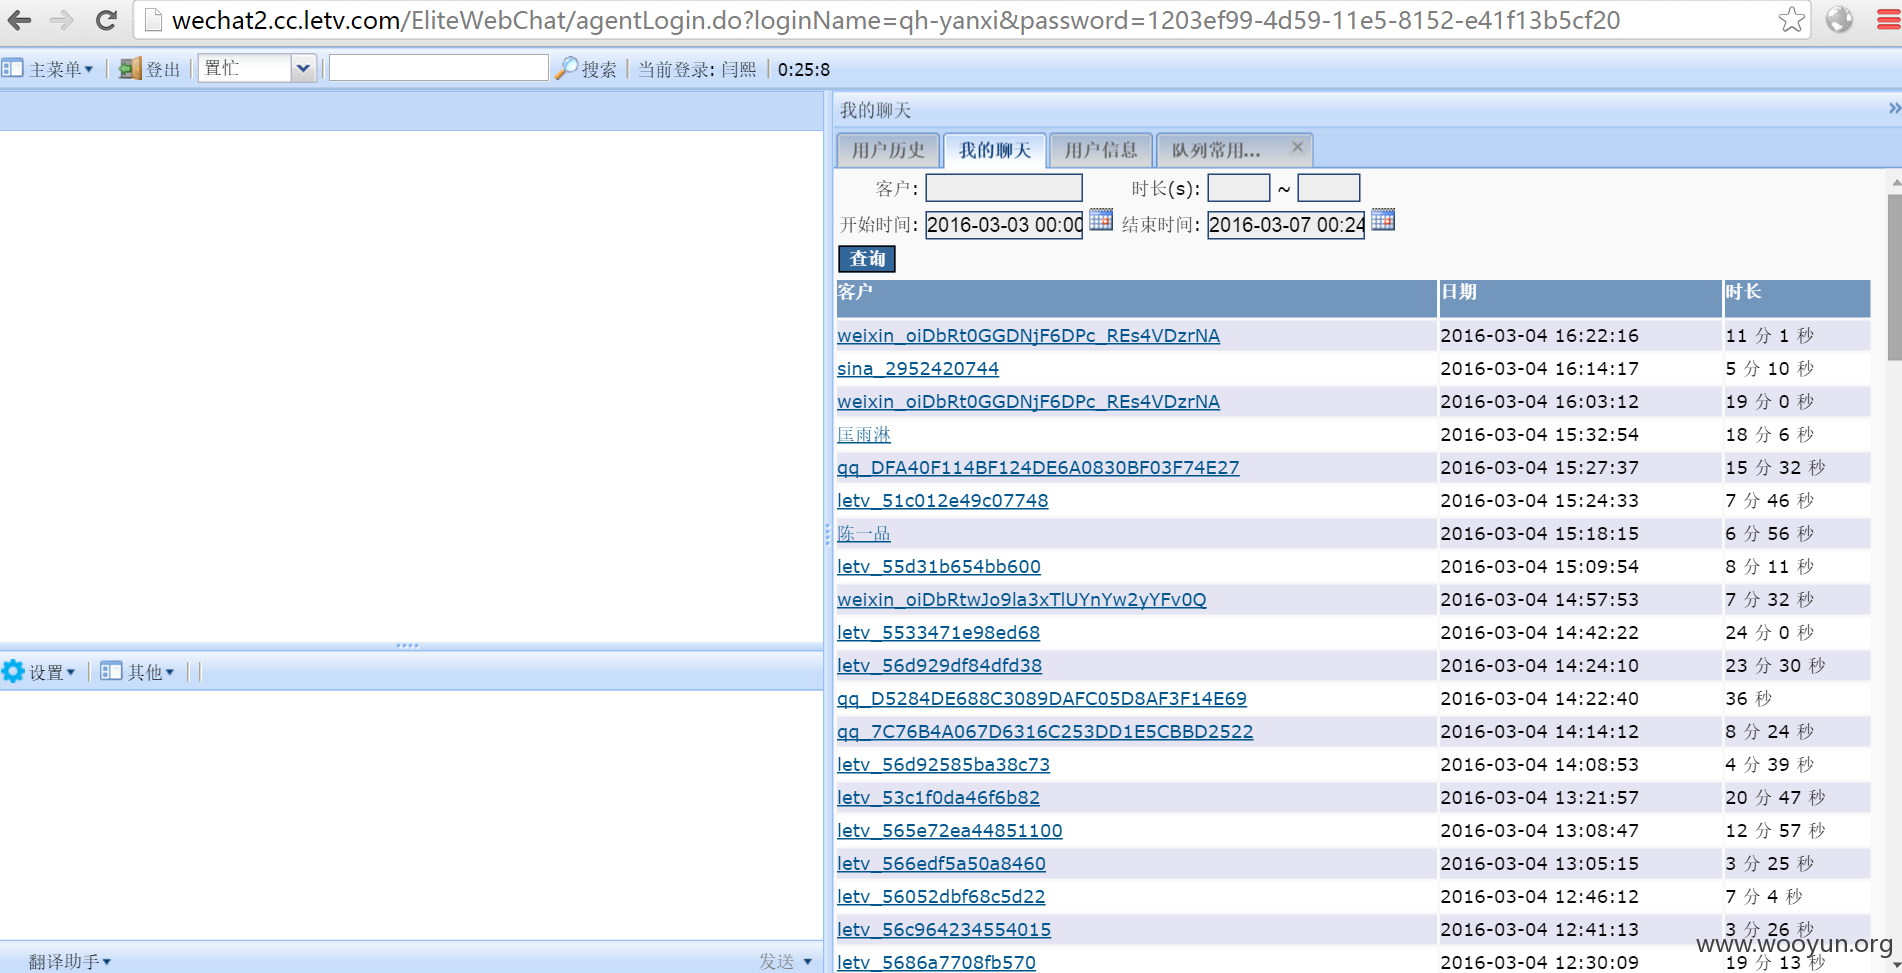 wechat2.cc.letv.com/EliteWebChat/agentLogin.do?loginName=qh-yanxi&password=1203ef99-4d59-11e5-8152-e41f13b5cf20
主菜单 登出 置忙 搜索 当前登录: 闫熙 0:25:8
我的聊天
用户历史 我的聊天 用户信息 队列常用...
客户: 时长(s): ~
开始时间: 2016-03-03 00:00 结束时间: 2016-03-07 00:24
查询
客户 日期 时长
weixin_oiDbRt0GGDNjF6DPc_REs4VDzrNA 2016-03-04 16:22:16 11 分 1 秒
sina_2952420744 2016-03-04 16:14:17 5 分 10 秒
weixin_oiDbRt0GGDNjF6DPc_REs4VDzrNA 2016-03-04 16:03:12 19 分 0 秒
匡雨淋 2016-03-04 15:32:54 18 分 6 秒
qq_DFA40F114BF124DE6A0830BF03F74E27 2016-03-04 15:27:37 15 分 32 秒
letv_51c012e49c07748 2016-03-04 15:24:33 7 分 46 秒
陈一品 2016-03-04 15:18:15 6 分 56 秒
letv_55d31b654bb600 2016-03-04 15:09:54 8 分 11 秒
weixin_oiDbRtwJo9la3xTlUYnYw2yYFv0Q 2016-03-04 14:57:53 7 分 32 秒
letv_5533471e98ed68 2016-03-04 14:42:22 24 分 0 秒
letv_56d929df84dfd38 2016-03-04 14:24:10 23 分 30 秒
qq_D5284DE688C3089DAFC05D8AF3F14E69 2016-03-04 14:22:40 36 秒
qq_7C76B4A067D6316C253DD1E5CBBD2522 2016-03-04 14:14:12 8 分 24 秒
letv_56d92585ba38c73 2016-03-04 14:08:53 4 分 39 秒
letv_53c1f0da46f6b82 2016-03-04 13:21:57 20 分 47 秒
letv_565e72ea44851100 2016-03-04 13:08:47 12 分 57 秒
letv_566edf5a50a8460 2016-03-04 13:05:15 3 分 25 秒
letv_56052dbf68c5d22 2016-03-04 12:46:12 7 分 4 秒
letv_56c964234554015 2016-03-04 12:41:13 3 分 26 秒
letv_5686a7708fb570 2016-03-04 12:30:09 19 分 13 秒
设置 其他
翻译助手 发送
www.wooyun.org